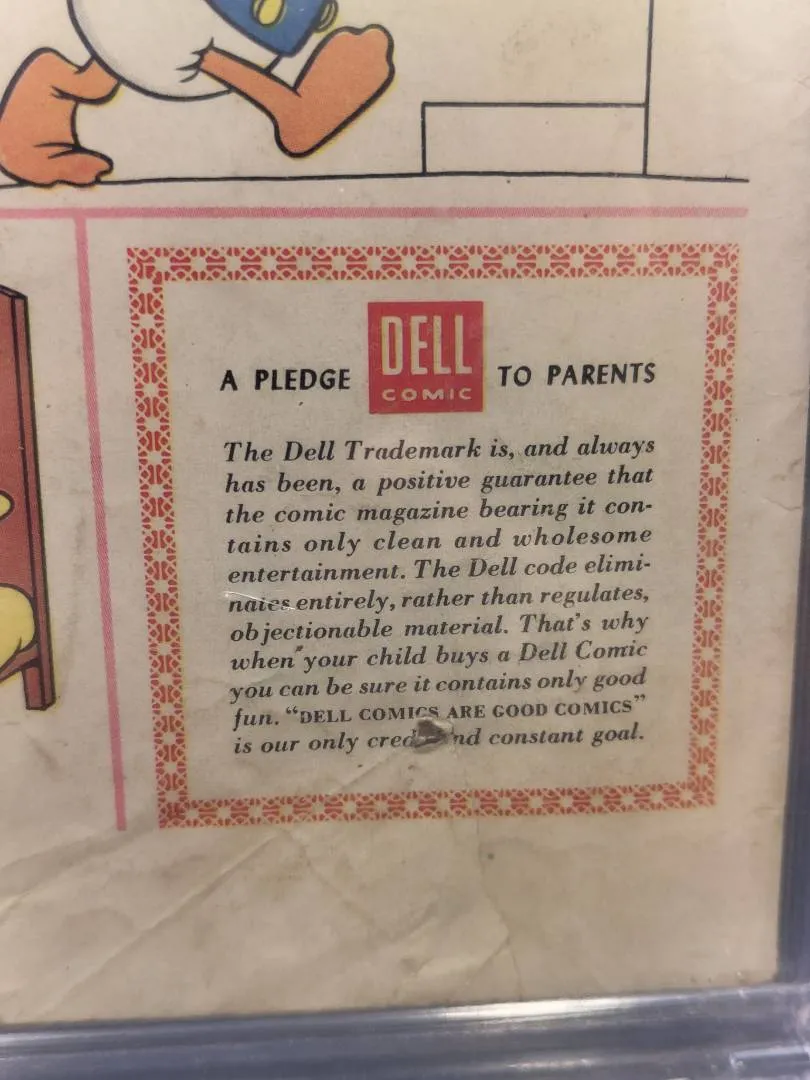 A PLEDGE DELL COMIC TO PARENTS
The Dell Trademark is, and always
has been, a positive guarantee that
the comic magazine bearing it con-
tains only clean and wholesome
entertainment. The Dell code elimi-
nates entirely, rather than regulates,
objectionable material. That's why
when your child buys a Dell Comic
you can be sure it contains only good
fun. "DELL COMICS ARE GOOD COMICS"
is our only constant goal.